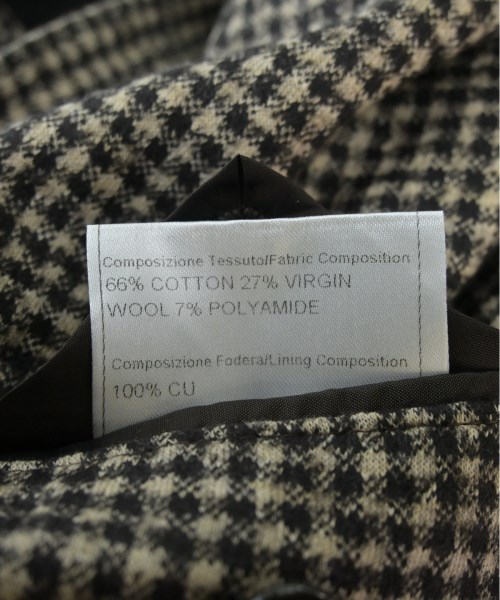 Composizione Tessuto/Fabric Composition
66% COTTON 27% VIRGIN
WOOL 7% POLYAMIDE
Composizione Fodera/Lining Composition
100% CU